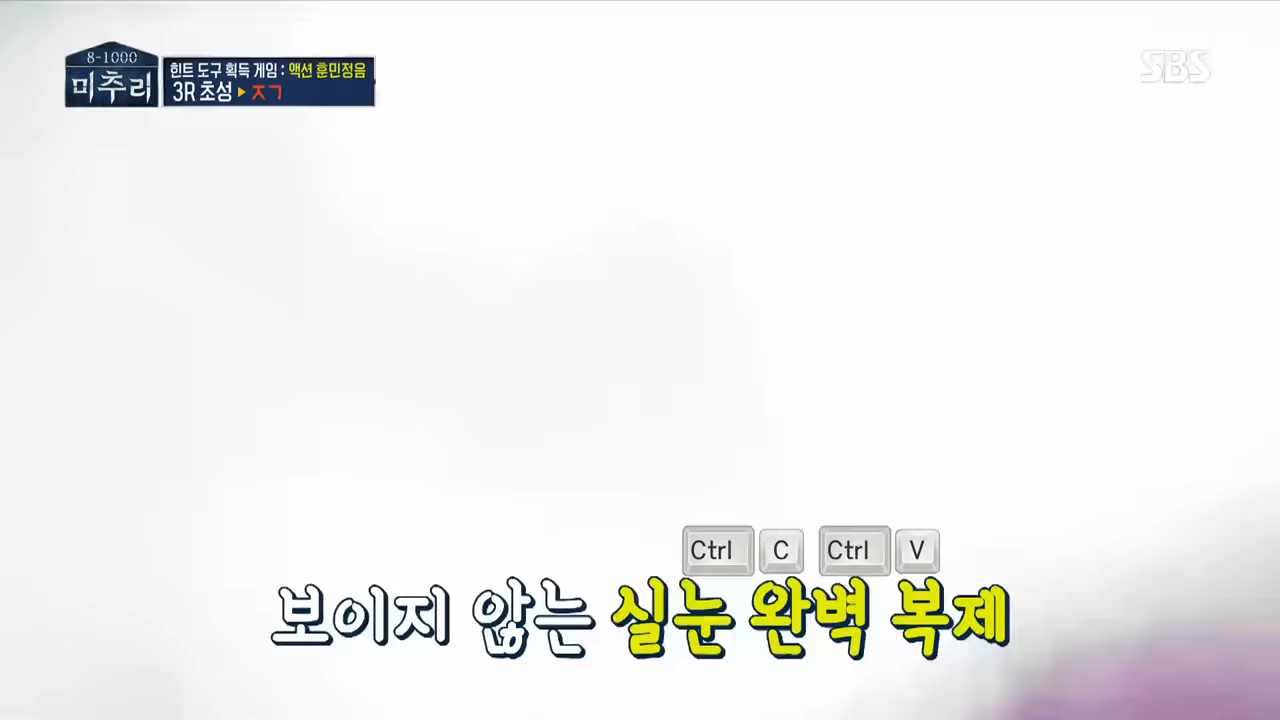 8-1000
미추리
힌트 도구 획득 게임 : 액션 훈민정음
3R 초성 ▶ ㅈㄱ
SBS
Ctrl C Ctrl V
보이지 않는 실눈 완벽 복제